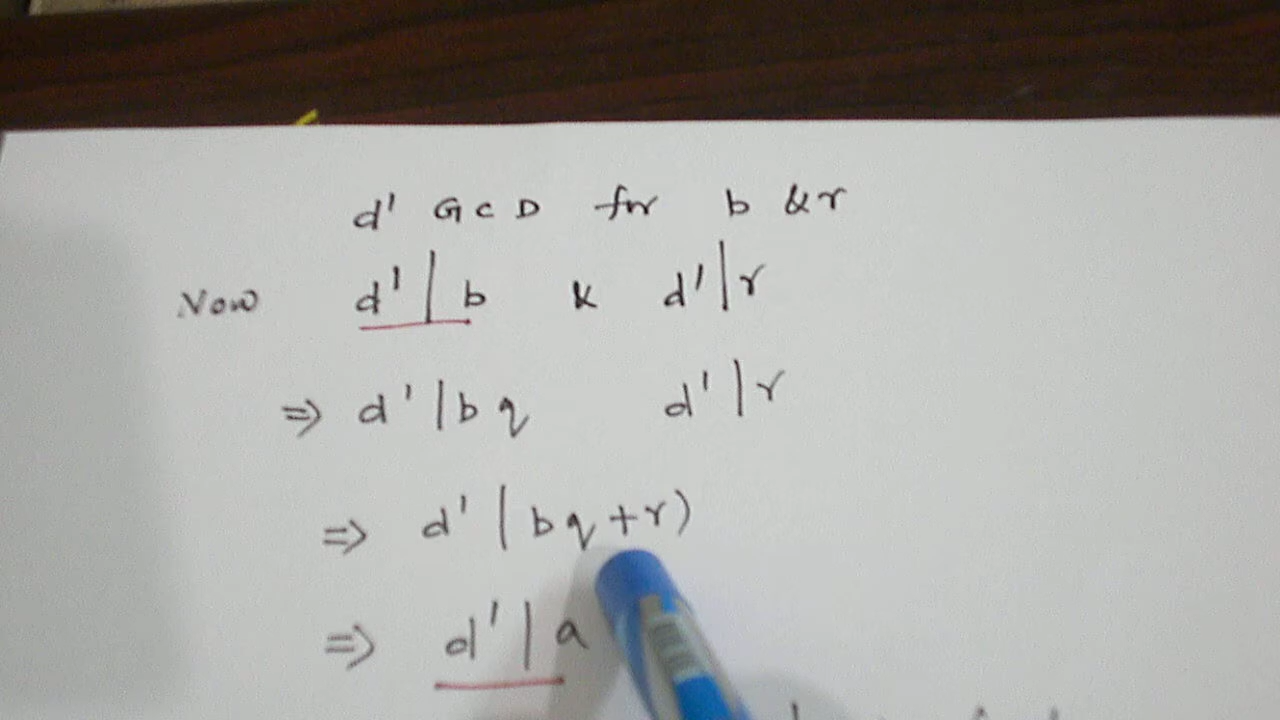 d' GCD for b & r
Now d' | b & d' | r
⇒ d' | bq d' | r
⇒ d' | bq + r)
⇒ d' | a